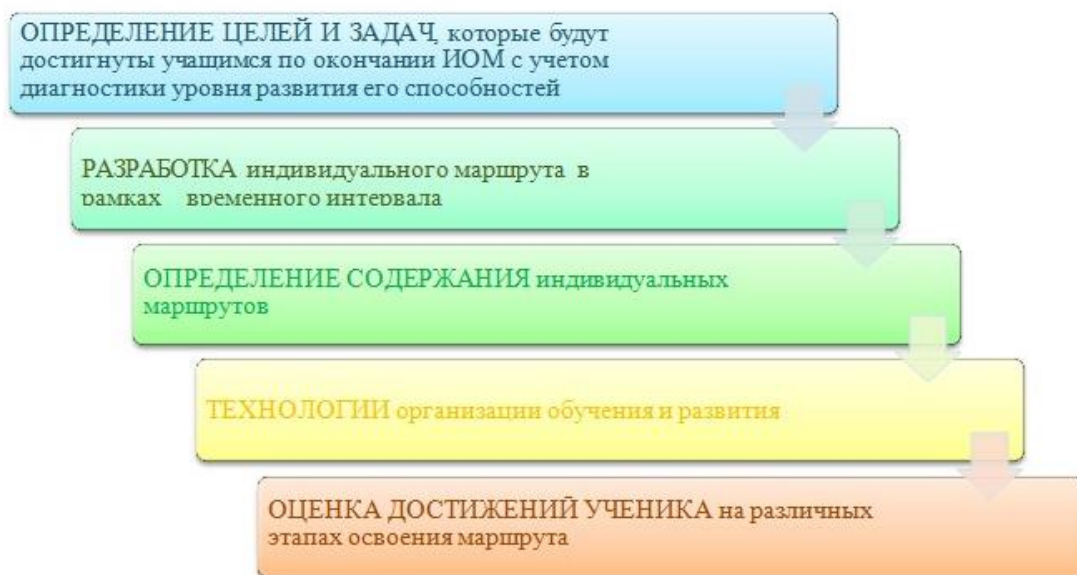 ОПРЕДЕЛЕНИЕ ЦЕЛЕЙ И ЗАДАЧ, которые будут
достигнуты учащимся по окончании ИОМ с учетом
диагностики уровня развития его способностей
РАЗРАБОТКА индивидуального маршрута в
рамках временного интервала
ОПРЕДЕЛЕНИЕ СОДЕРЖАНИЯ индивидуальных
маршрутов
ТЕХНОЛОГИИ организации обучения и развития
ОЦЕНКА ДОСТИЖЕНИЙ УЧЕНИКА на различных
этапах освоения маршрута